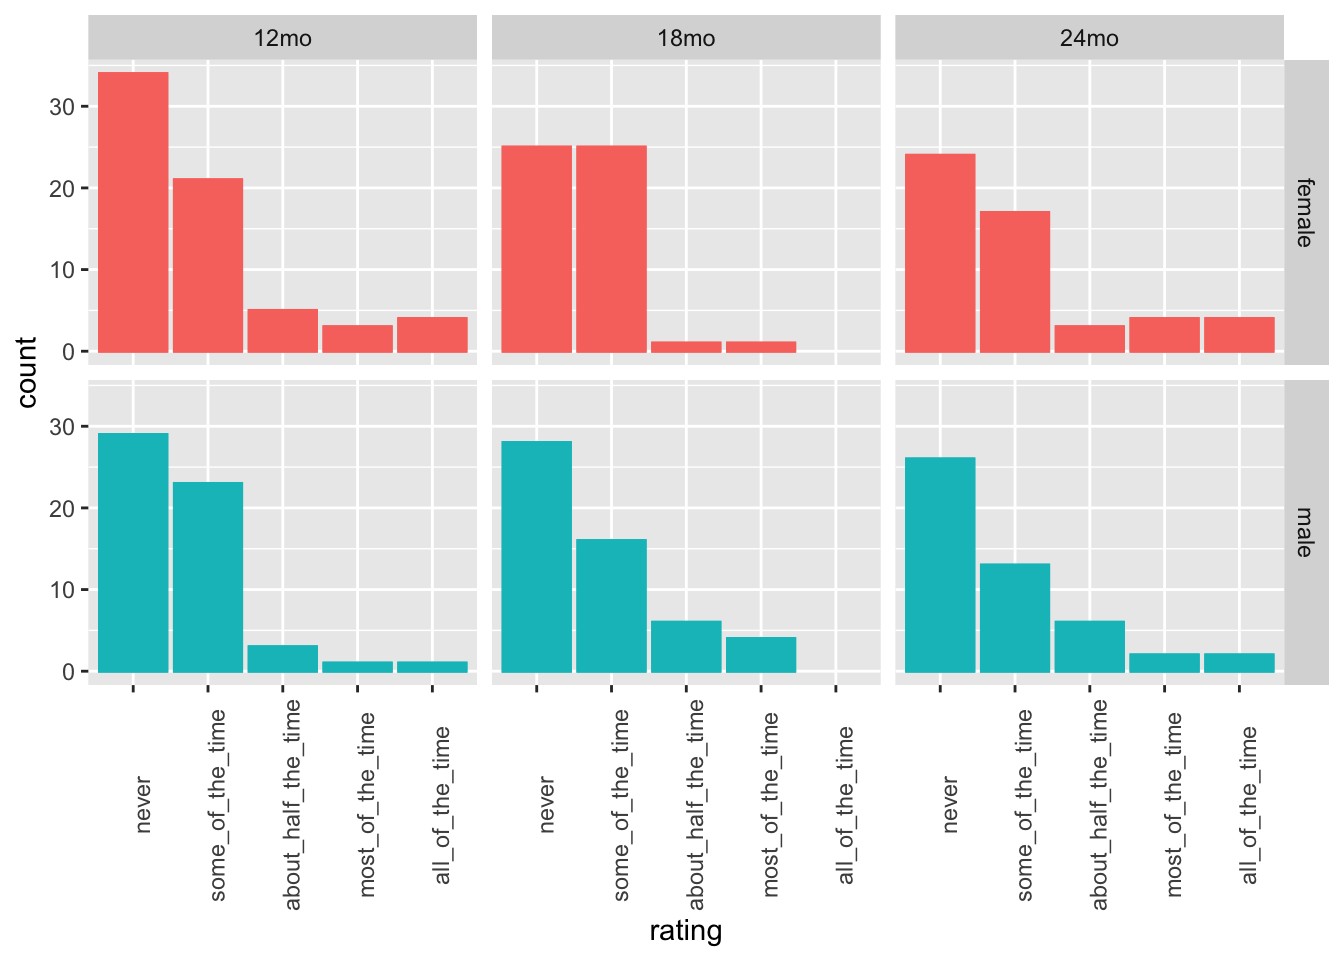 12mo
18mo
24mo
30
20
10
0
female
count
30
20
10
0
male
never
some_of_the_time
about_half_the_time
most_of_the_time
all_of_the_time
never
some_of_the_time
about_half_the_time
most_of_the_time
all_of_the_time
never
some_of_the_time
about_half_the_time
most_of_the_time
all_of_the_time
rating